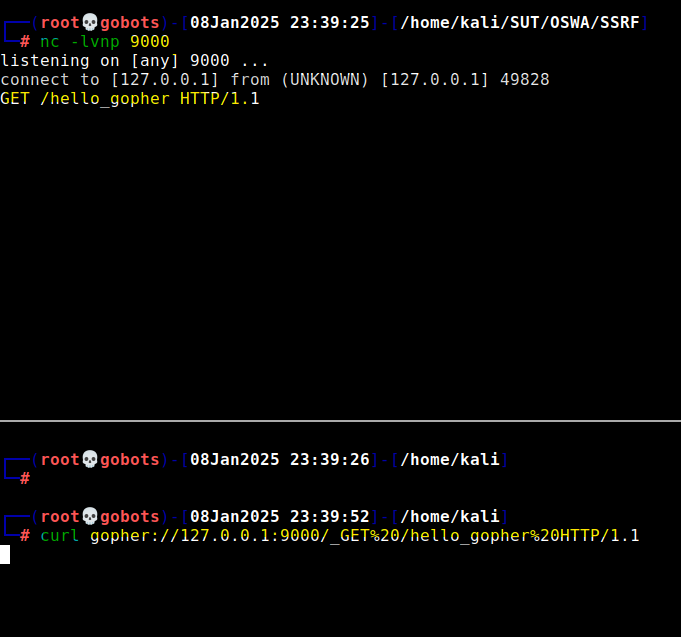 ┌──(root💀gobots)-[08Jan2025 23:39:25]-[/home/kali/SUT/OSWA/SSRF]
└─# nc -lvnp 9000
listening on [any] 9000 ...
connect to [127.0.0.1] from (UNKNOWN) [127.0.0.1] 49828
GET /hello_gopher HTTP/1.1
┌──(root💀gobots)-[08Jan2025 23:39:26]-[/home/kali]
└─#
┌──(root💀gobots)-[08Jan2025 23:39:52]-[/home/kali]
└─# curl gopher://127.0.0.1:9000/_GET%20/hello_gopher%20HTTP/1.1